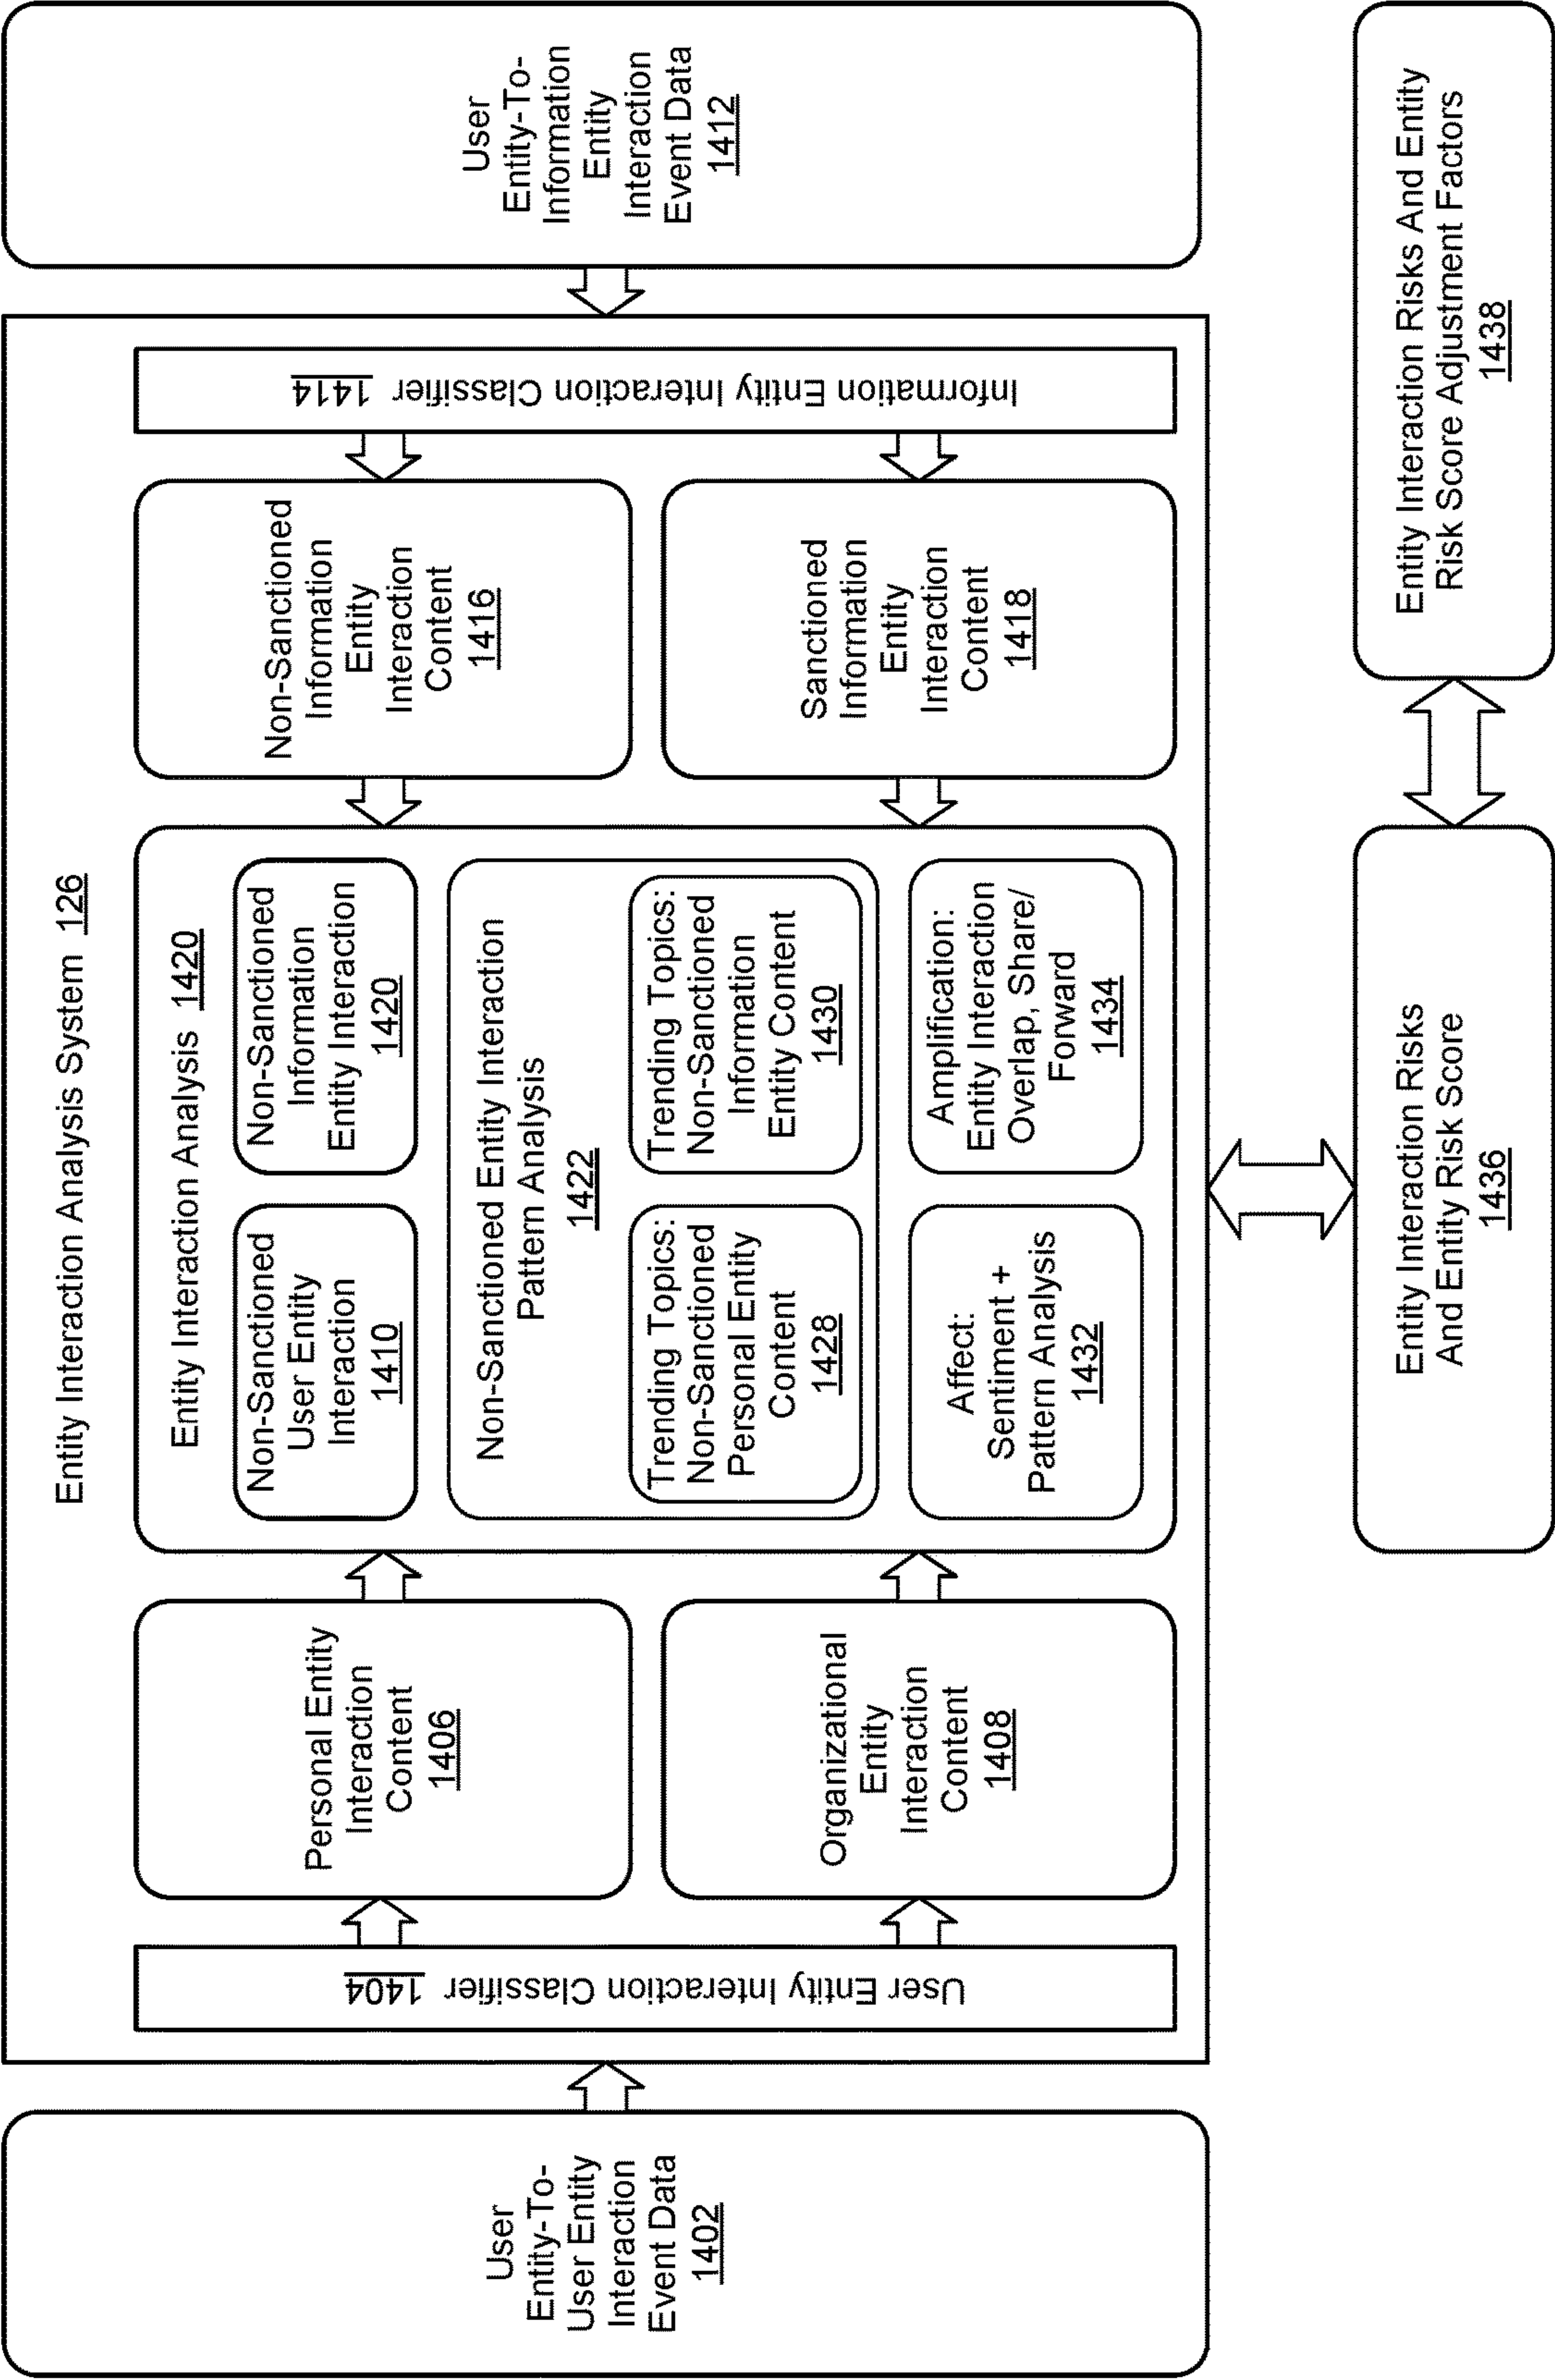 Entity Interaction Analysis System 126
User
Entity-To-
User Entity
Interaction
Event Data
1402
User Entity Interaction Classifier 1404
Personal Entity
Interaction
Content
1406
Organizational
Entity
Interaction
Content
1408
Entity Interaction Analysis 1420
Non-Sanctioned
User Entity
Interaction
1410
Non-Sanctioned
Information
Entity Interaction
1420
Non-Sanctioned Entity Interaction
Pattern Analysis
1422
Trending Topics:
Non-Sanctioned
Personal Entity
Content
1428
Trending Topics:
Non-Sanctioned
Information
Entity Content
1430
Affect:
Sentiment +
Pattern Analysis
1432
Amplification:
Entity Interaction
Overlap, Share/
Forward
1434
Non-Sanctioned
Information
Entity
Interaction
Content
1416
Sanctioned
Information
Entity
Interaction
Content
1418
Information Entity Interaction Classifier 1414
User
Entity-To-
Information
Entity
Interaction
Event Data
1412
Entity Interaction Risks
And Entity Risk Score
1436
Entity Interaction Risks And Entity
Risk Score Adjustment Factors
1438